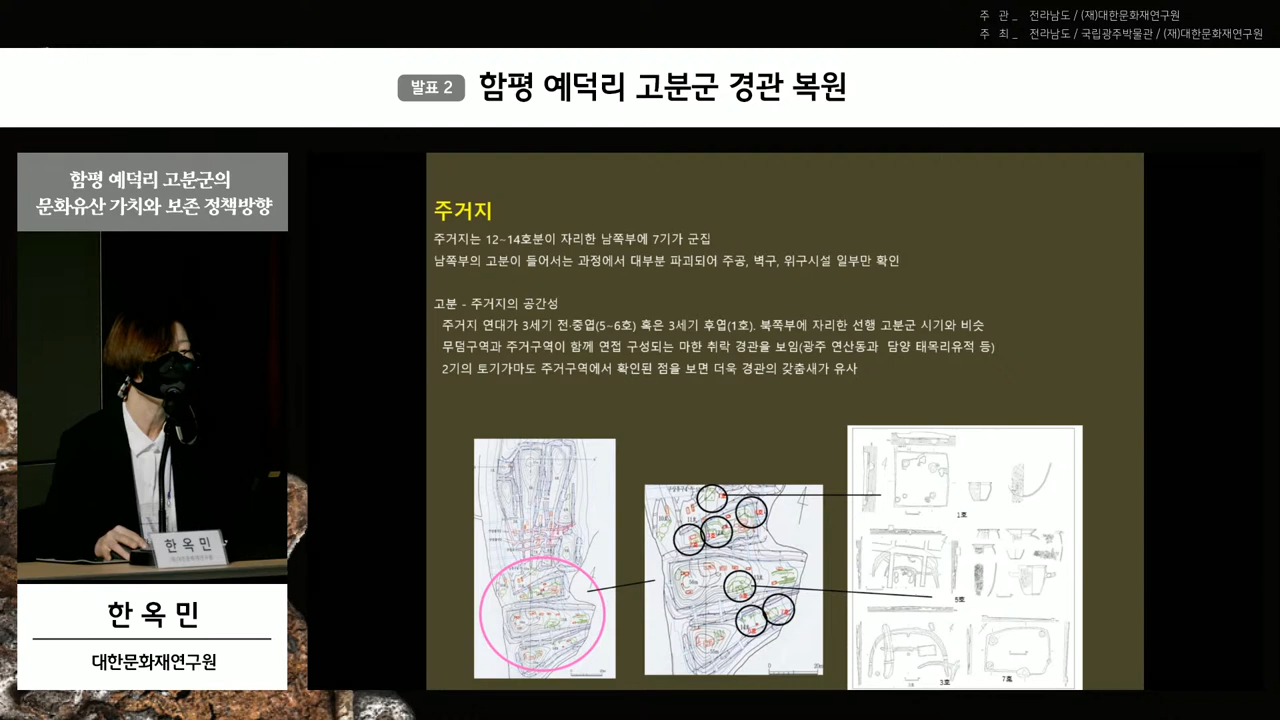 주 관 _ 전라남도 / (재)대한문화재연구원
주 최 _ 전라남도 / 국립광주박물관 / (재)대한문화재연구원
발표 2 함평 예덕리 고분군 경관 복원
함평 예덕리 고분군의
문화유산 가치와 보존 정책방향
한 옥 민
한 옥 민
대한문화재연구원
주거지
주거지는 12~14호분이 자리한 남쪽부에 7기가 군집
남쪽부의 고분이 들어서는 과정에서 대부분 파괴되어 주공, 벽구, 위구시설 일부만 확인
고분 - 주거지의 공간성
주거지 연대가 3세기 전·중엽(5~6호) 혹은 3세기 후엽(1호). 북쪽부에 자리한 선행 고분군 시기와 비슷
무덤구역과 주거구역이 함께 연접 구성되는 마한 취락 경관을 보임(광주 연산동과 담양 태목리유적 등)
2기의 토기가마도 주거구역에서 확인된 점을 보면 더욱 경관의 갖춤새가 유사
1호
5호
3호
7호